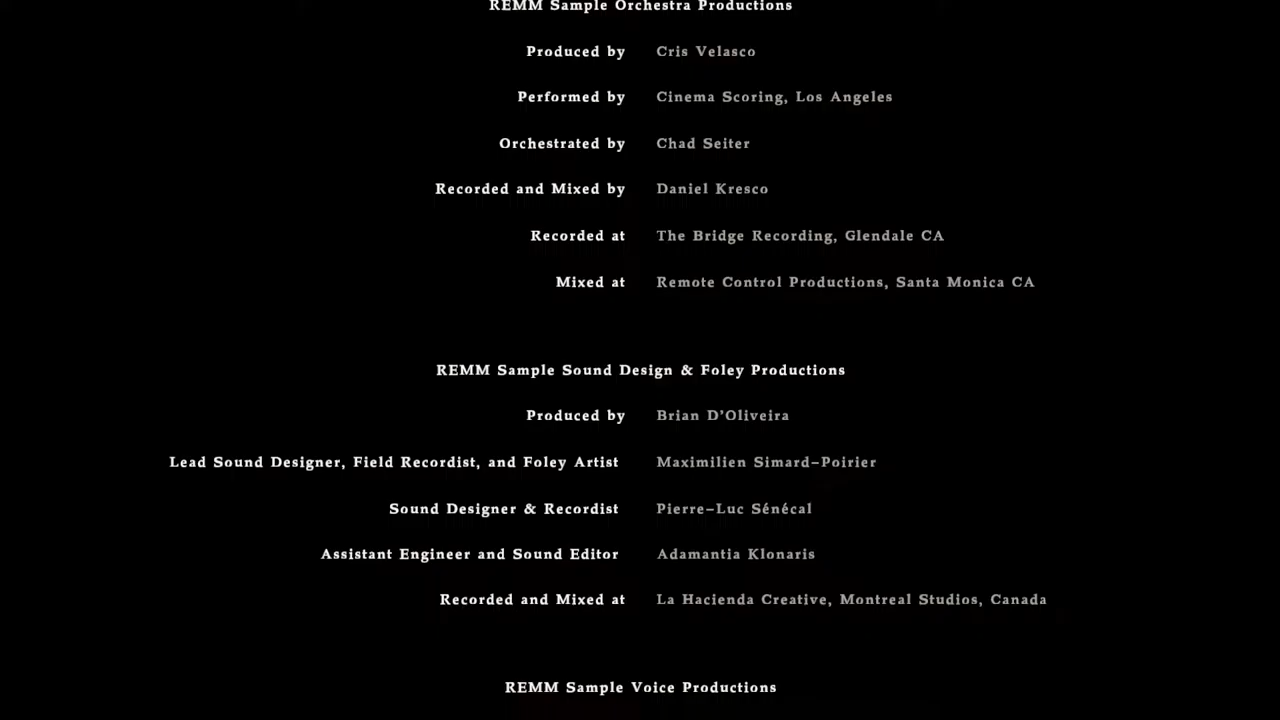 REMM Sample Orchestra Productions
Produced by Cris Velasco
Performed by Cinema Scoring, Los Angeles
Orchestrated by Chad Seiter
Recorded and Mixed by Daniel Kresco
Recorded at The Bridge Recording, Glendale CA
Mixed at Remote Control Productions, Santa Monica CA
REMM Sample Sound Design & Foley Productions
Produced by Brian D’Oliveira
Lead Sound Designer, Field Recordist, and Foley Artist Maximilien Simard-Poirier
Sound Designer & Recordist Pierre-Luc Sénécal
Assistant Engineer and Sound Editor Adamantia Klonaris
Recorded and Mixed at La Hacienda Creative, Montreal Studios, Canada
REMM Sample Voice Productions